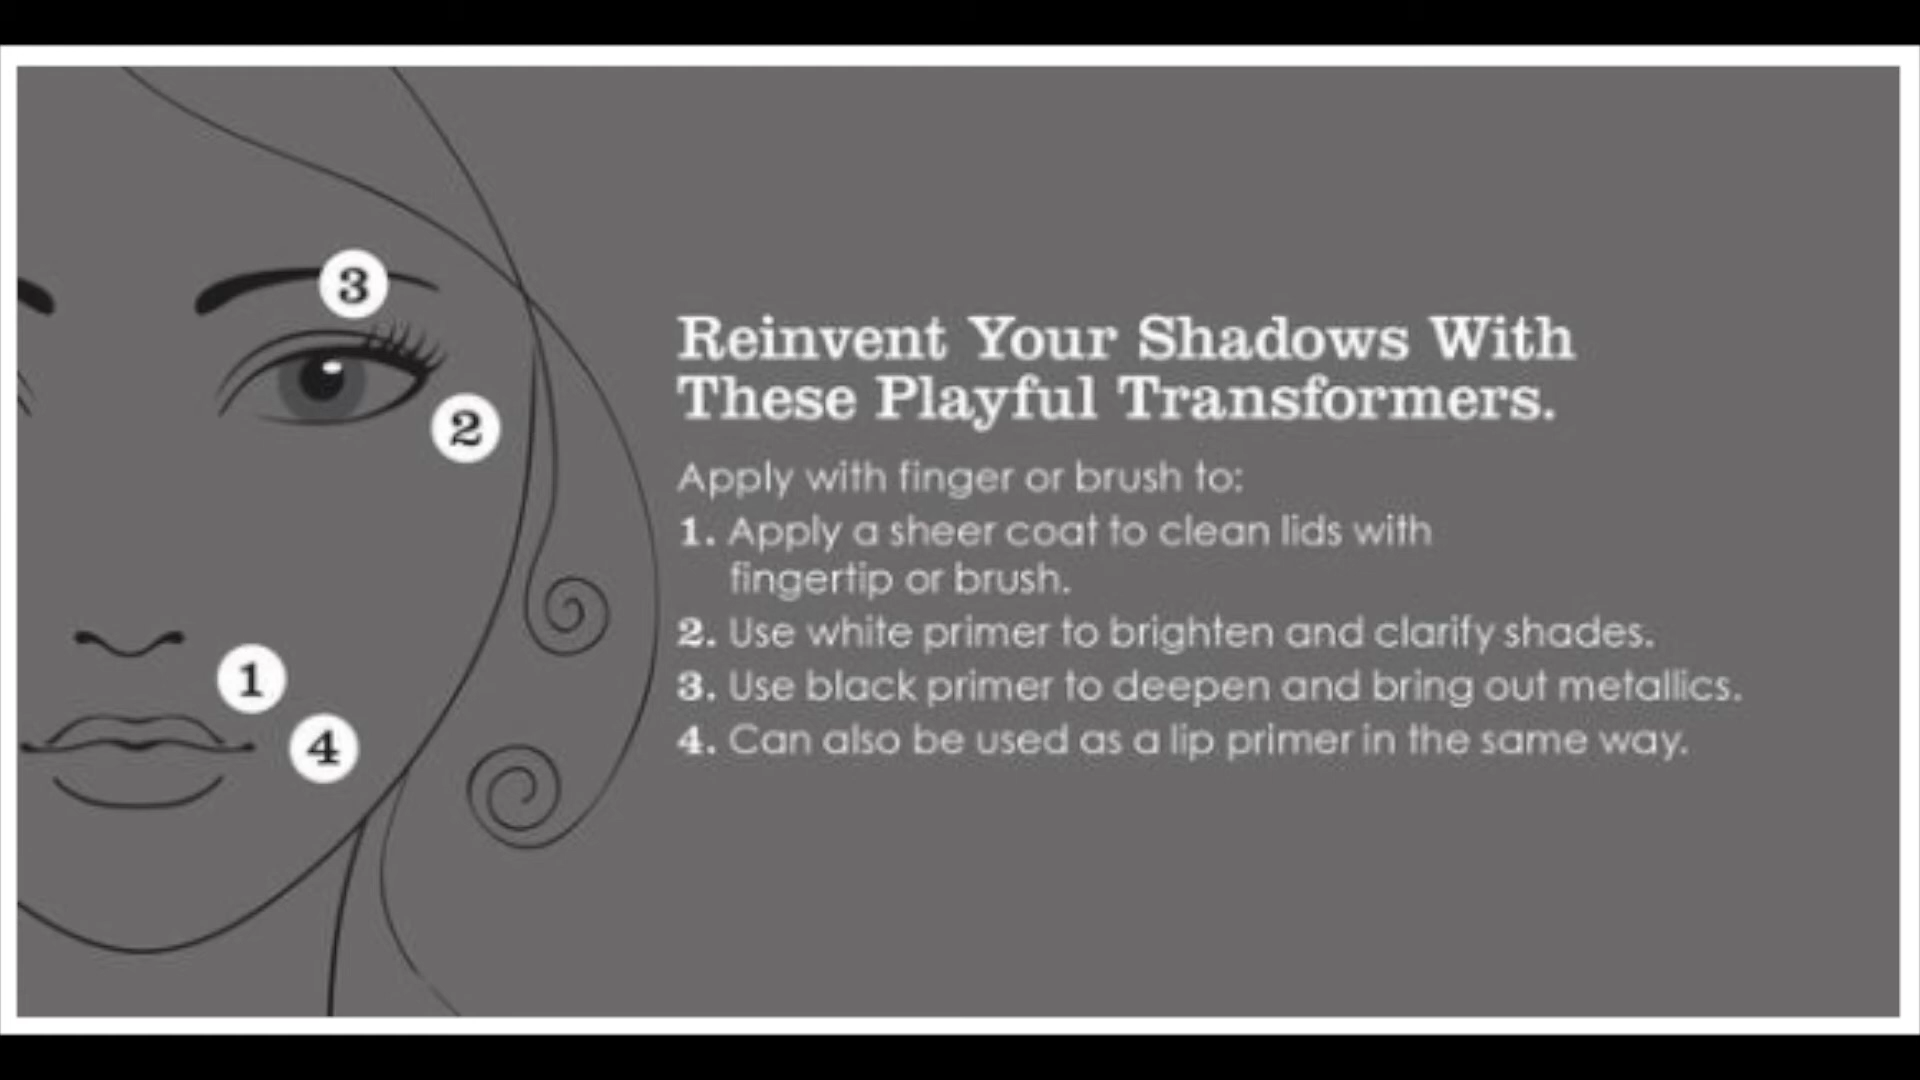 3
2
1
4
Reinvent Your Shadows With
These Playful Transformers.
Apply with finger or brush to:
1. Apply a sheer coat to clean lids with
fingertip or brush.
2. Use white primer to brighten and clarify shades.
3. Use black primer to deepen and bring out metallics.
4. Can also be used as a lip primer in the same way.